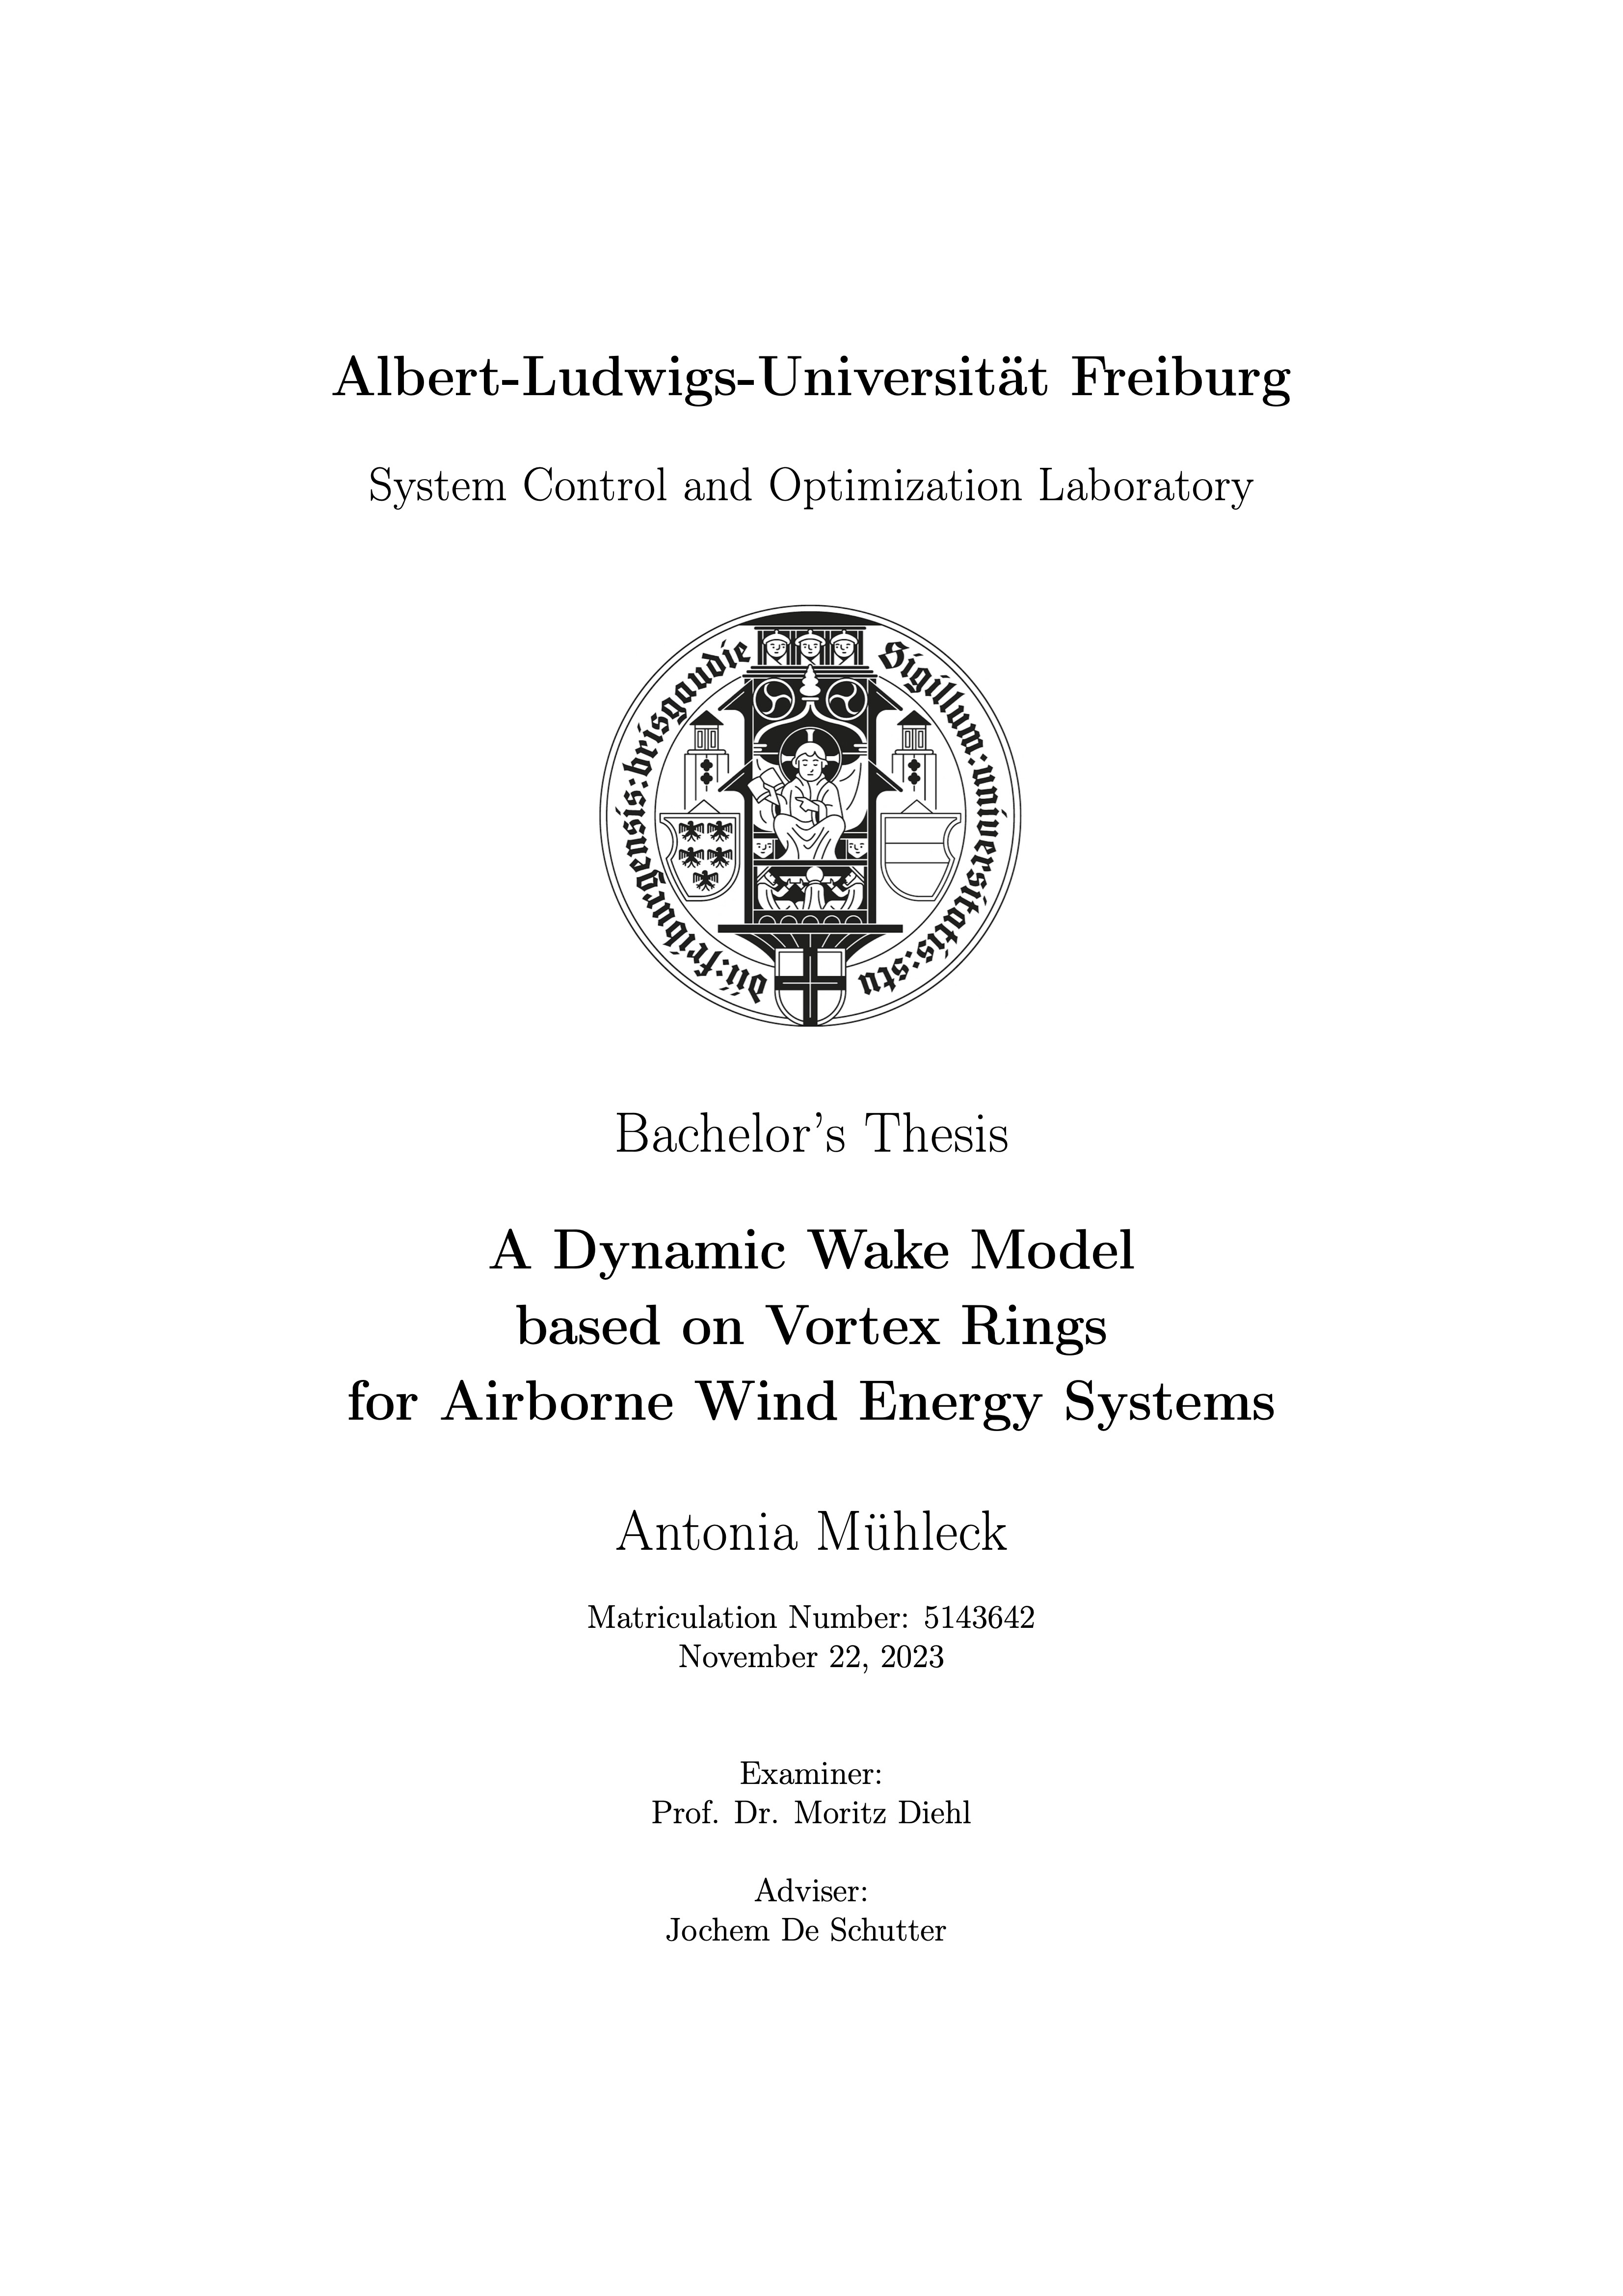 Albert-Ludwigs-Universität Freiburg
System Control and Optimization Laboratory
Sigillum·universitatis:stu
dii:friburgensis:brisgaudie
Bachelor's Thesis
A Dynamic Wake Model
based on Vortex Rings
for Airborne Wind Energy Systems
Antonia Mühleck
Matriculation Number: 5143642
November 22, 2023
Examiner:
Prof. Dr. Moritz Diehl
Adviser:
Jochem De Schutter